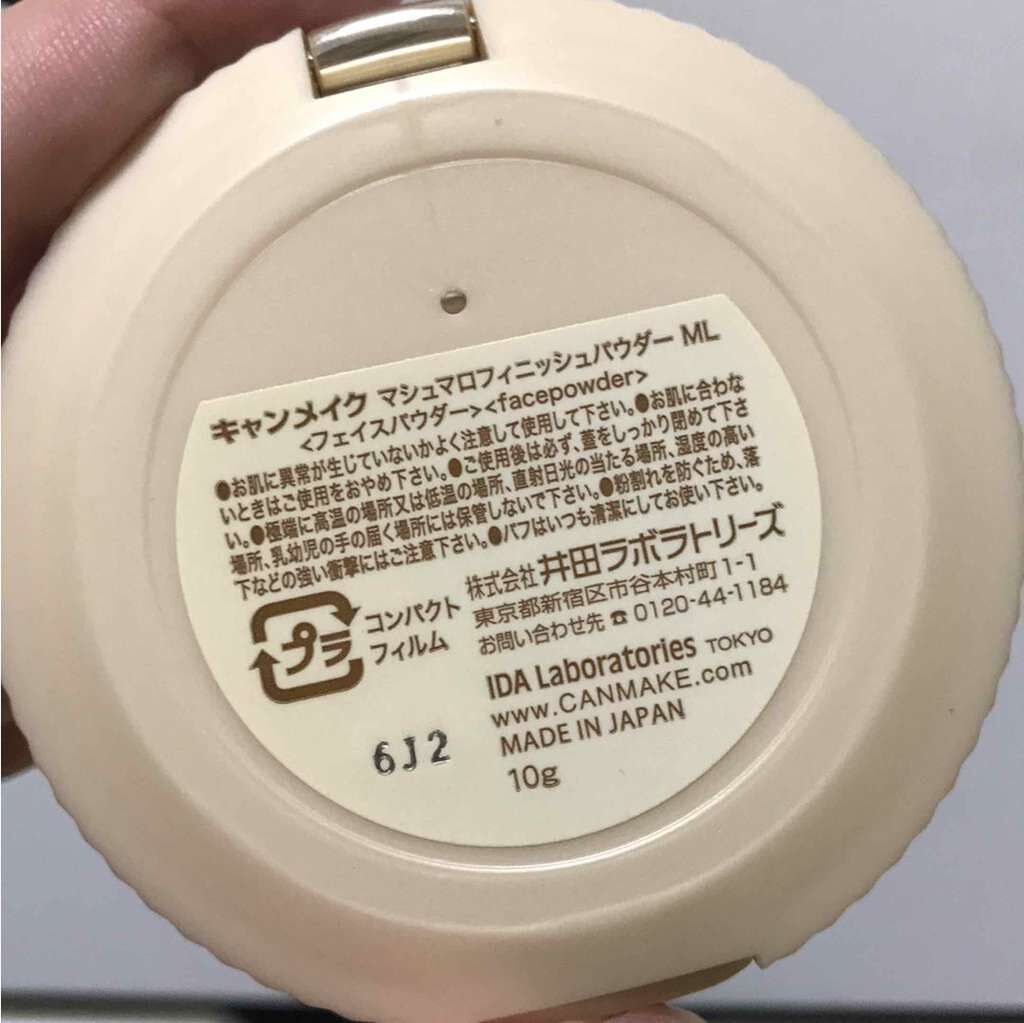 キャンメイク マシュマロフィニッシュパウダー ML
<フェイスパウダー><facepowder>
●お肌に異常が生じていないかよく注意して使用して下さい。●お肌に合わな
いときはご使用をおやめ下さい。●ご使用後は必ず、蓋をしっかり閉めて下さ
い。●極端に高温の場所又は低温の場所、直射日光の当たる場所、湿度の高い
場所、乳幼児の手の届く場所には保管しないで下さい。●粉割れを防ぐため、落
下などの強い衝撃にはご注意下さい。●パフはいつも清潔にしてお使い下さい。
プラ
コンパクト
フィルム
株式会社 井田ラボラトリーズ
東京都新宿区市谷本村町1-1
お問い合わせ先 ☎ 0120-44-1184
IDA Laboratories TOKYO
www.CANMAKE.com
MADE IN JAPAN
10g
6J2